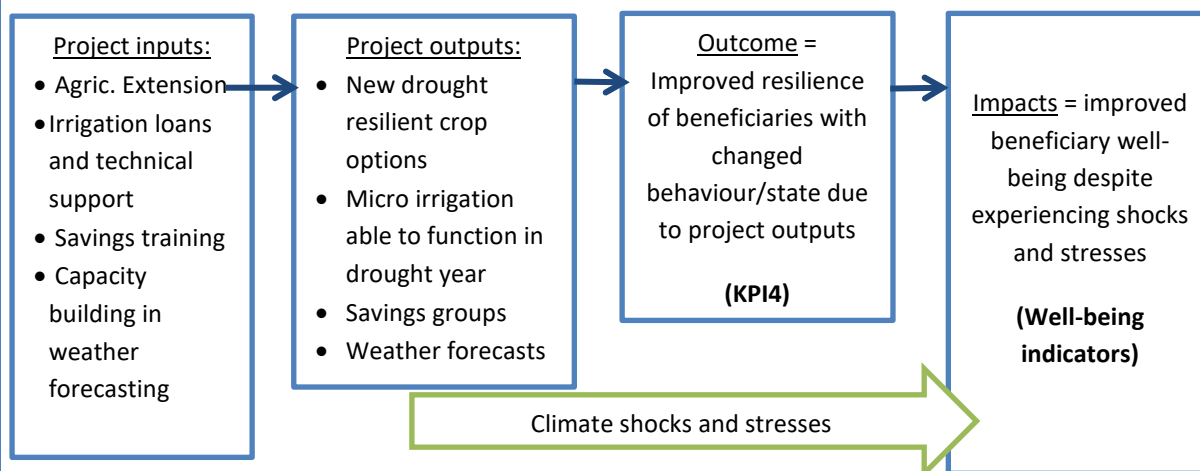 Project inputs:
• Agric. Extension
•Irrigation loans
and technical
support
• Savings training
• Capacity
building in
weather
forecasting
Project outputs:
• New drought
resilient crop
options
• Micro irrigation
able to function in
drought year
• Savings groups
• Weather forecasts
Outcome =
Improved resilience
of beneficiaries with
changed
behaviour/state due
to project outputs
(KPI4)
Impacts = improved
beneficiary well-
being despite
experiencing shocks
and stresses
(Well-being
indicators)
Climate shocks and stresses